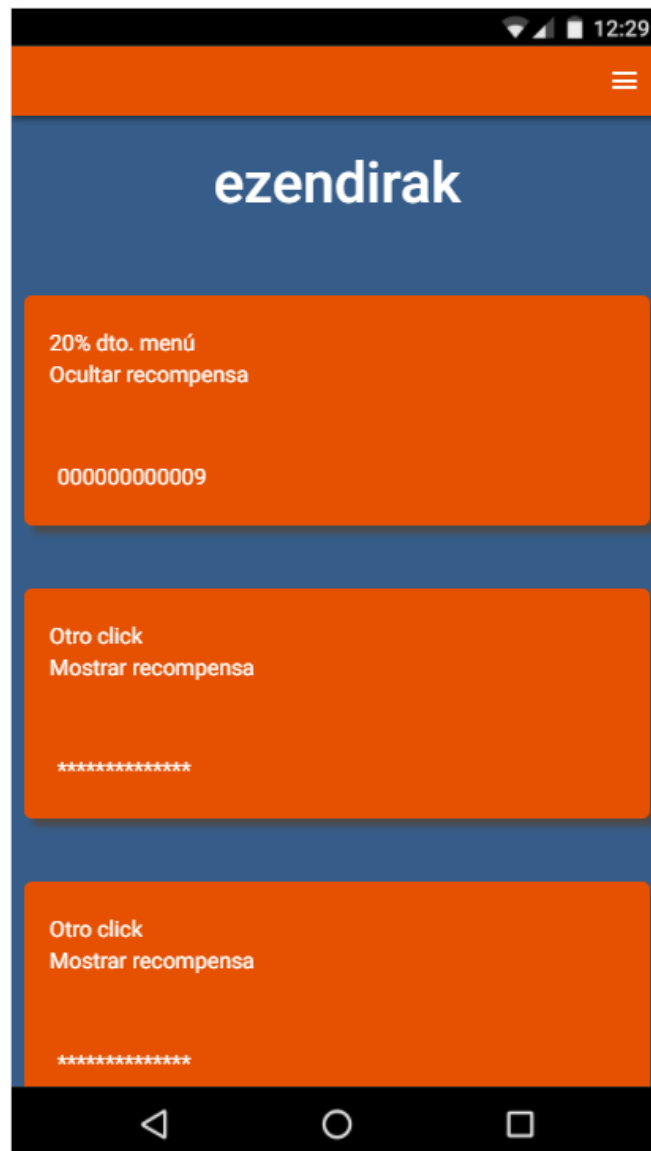 12:29
ezendirak
20% dto. menú
Ocultar recompensa
000000000009
Otro click
Mostrar recompensa
**************
Otro click
Mostrar recompensa
**************